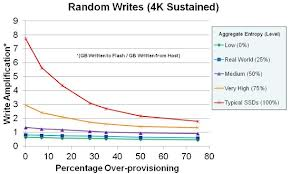 Random Writes (4K Sustained)
9
8
7
6
5
4
3
2
1
0
Write Amplification*
*(GB Written to Flash / GB Written from Host)
Aggregate Entropy (Level)
Low (0%)
Real World (25%)
Medium (50%)
Very High (75%)
Typical SSDs (100%)
0 10 20 30 40 50 60 70 80
Percentage Over-provisioning